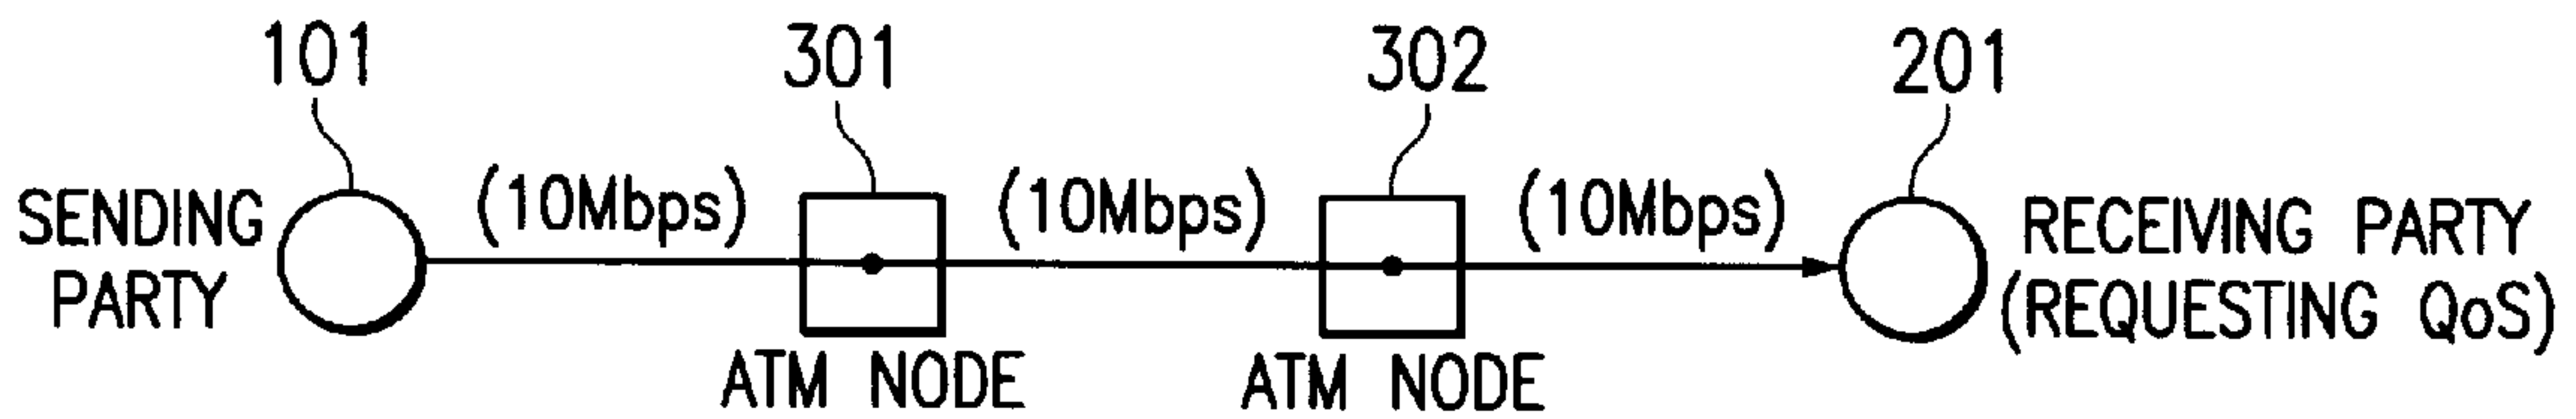 101 301 302 201
(10Mbps) (10Mbps) (10Mbps)
SENDING PARTY
RECEIVING PARTY
(REQUESTING QoS)
ATM NODE ATM NODE